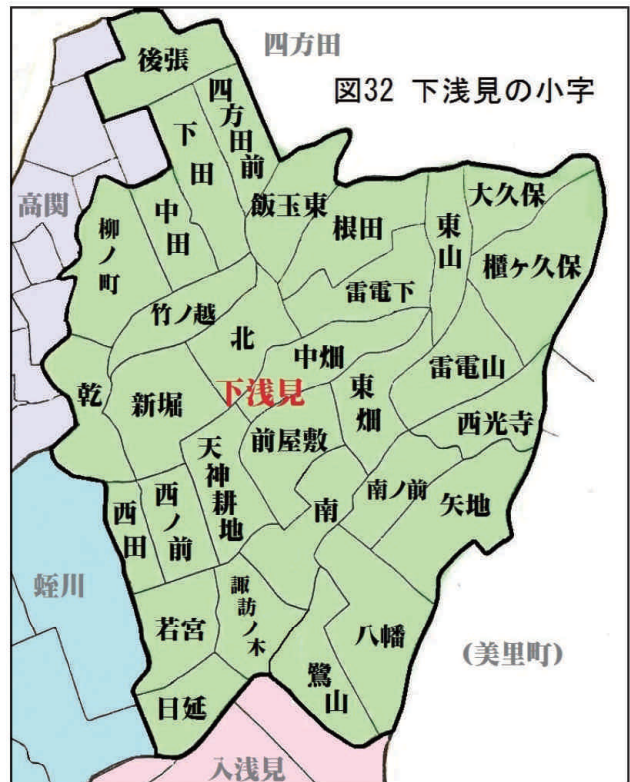 四方田
図32 下浅見の小字
後張
四方田前
下田
高関
柳ノ町
中田
飯玉東
根田
東山
大久保
櫃ヶ久保
竹ノ越
北
雷電下
中畑
雷電山
乾
新堀
下浅見
東畑
西光寺
前屋敷
天神耕地
西田
西ノ前
南
南ノ前
矢地
蛭川
若宮
諏訪ノ木
八幡
(美里町)
日延
鷺山
入浅見